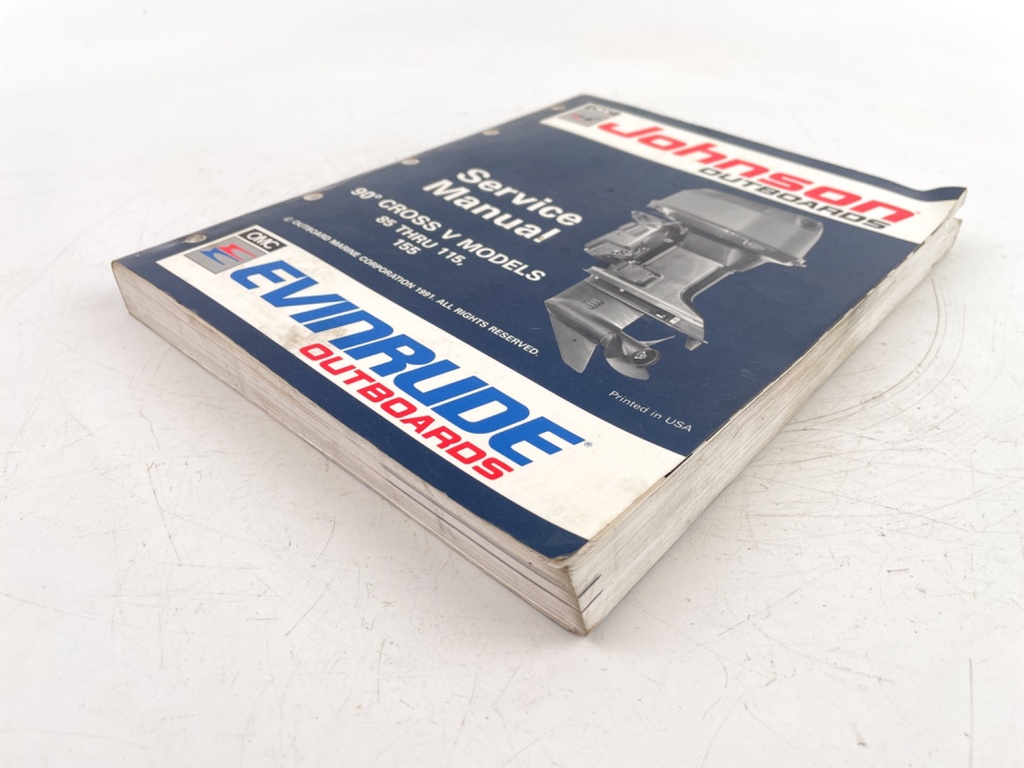 OMC
Johnson
OUTBOARDS
Service
Manual
90° CROSS V MODELS
85 THRU 115,
155
© OUTBOARD MARINE CORPORATION 1991. ALL RIGHTS RESERVED.
Printed in USA
OMC
EVINRUDE®
OUTBOARDS